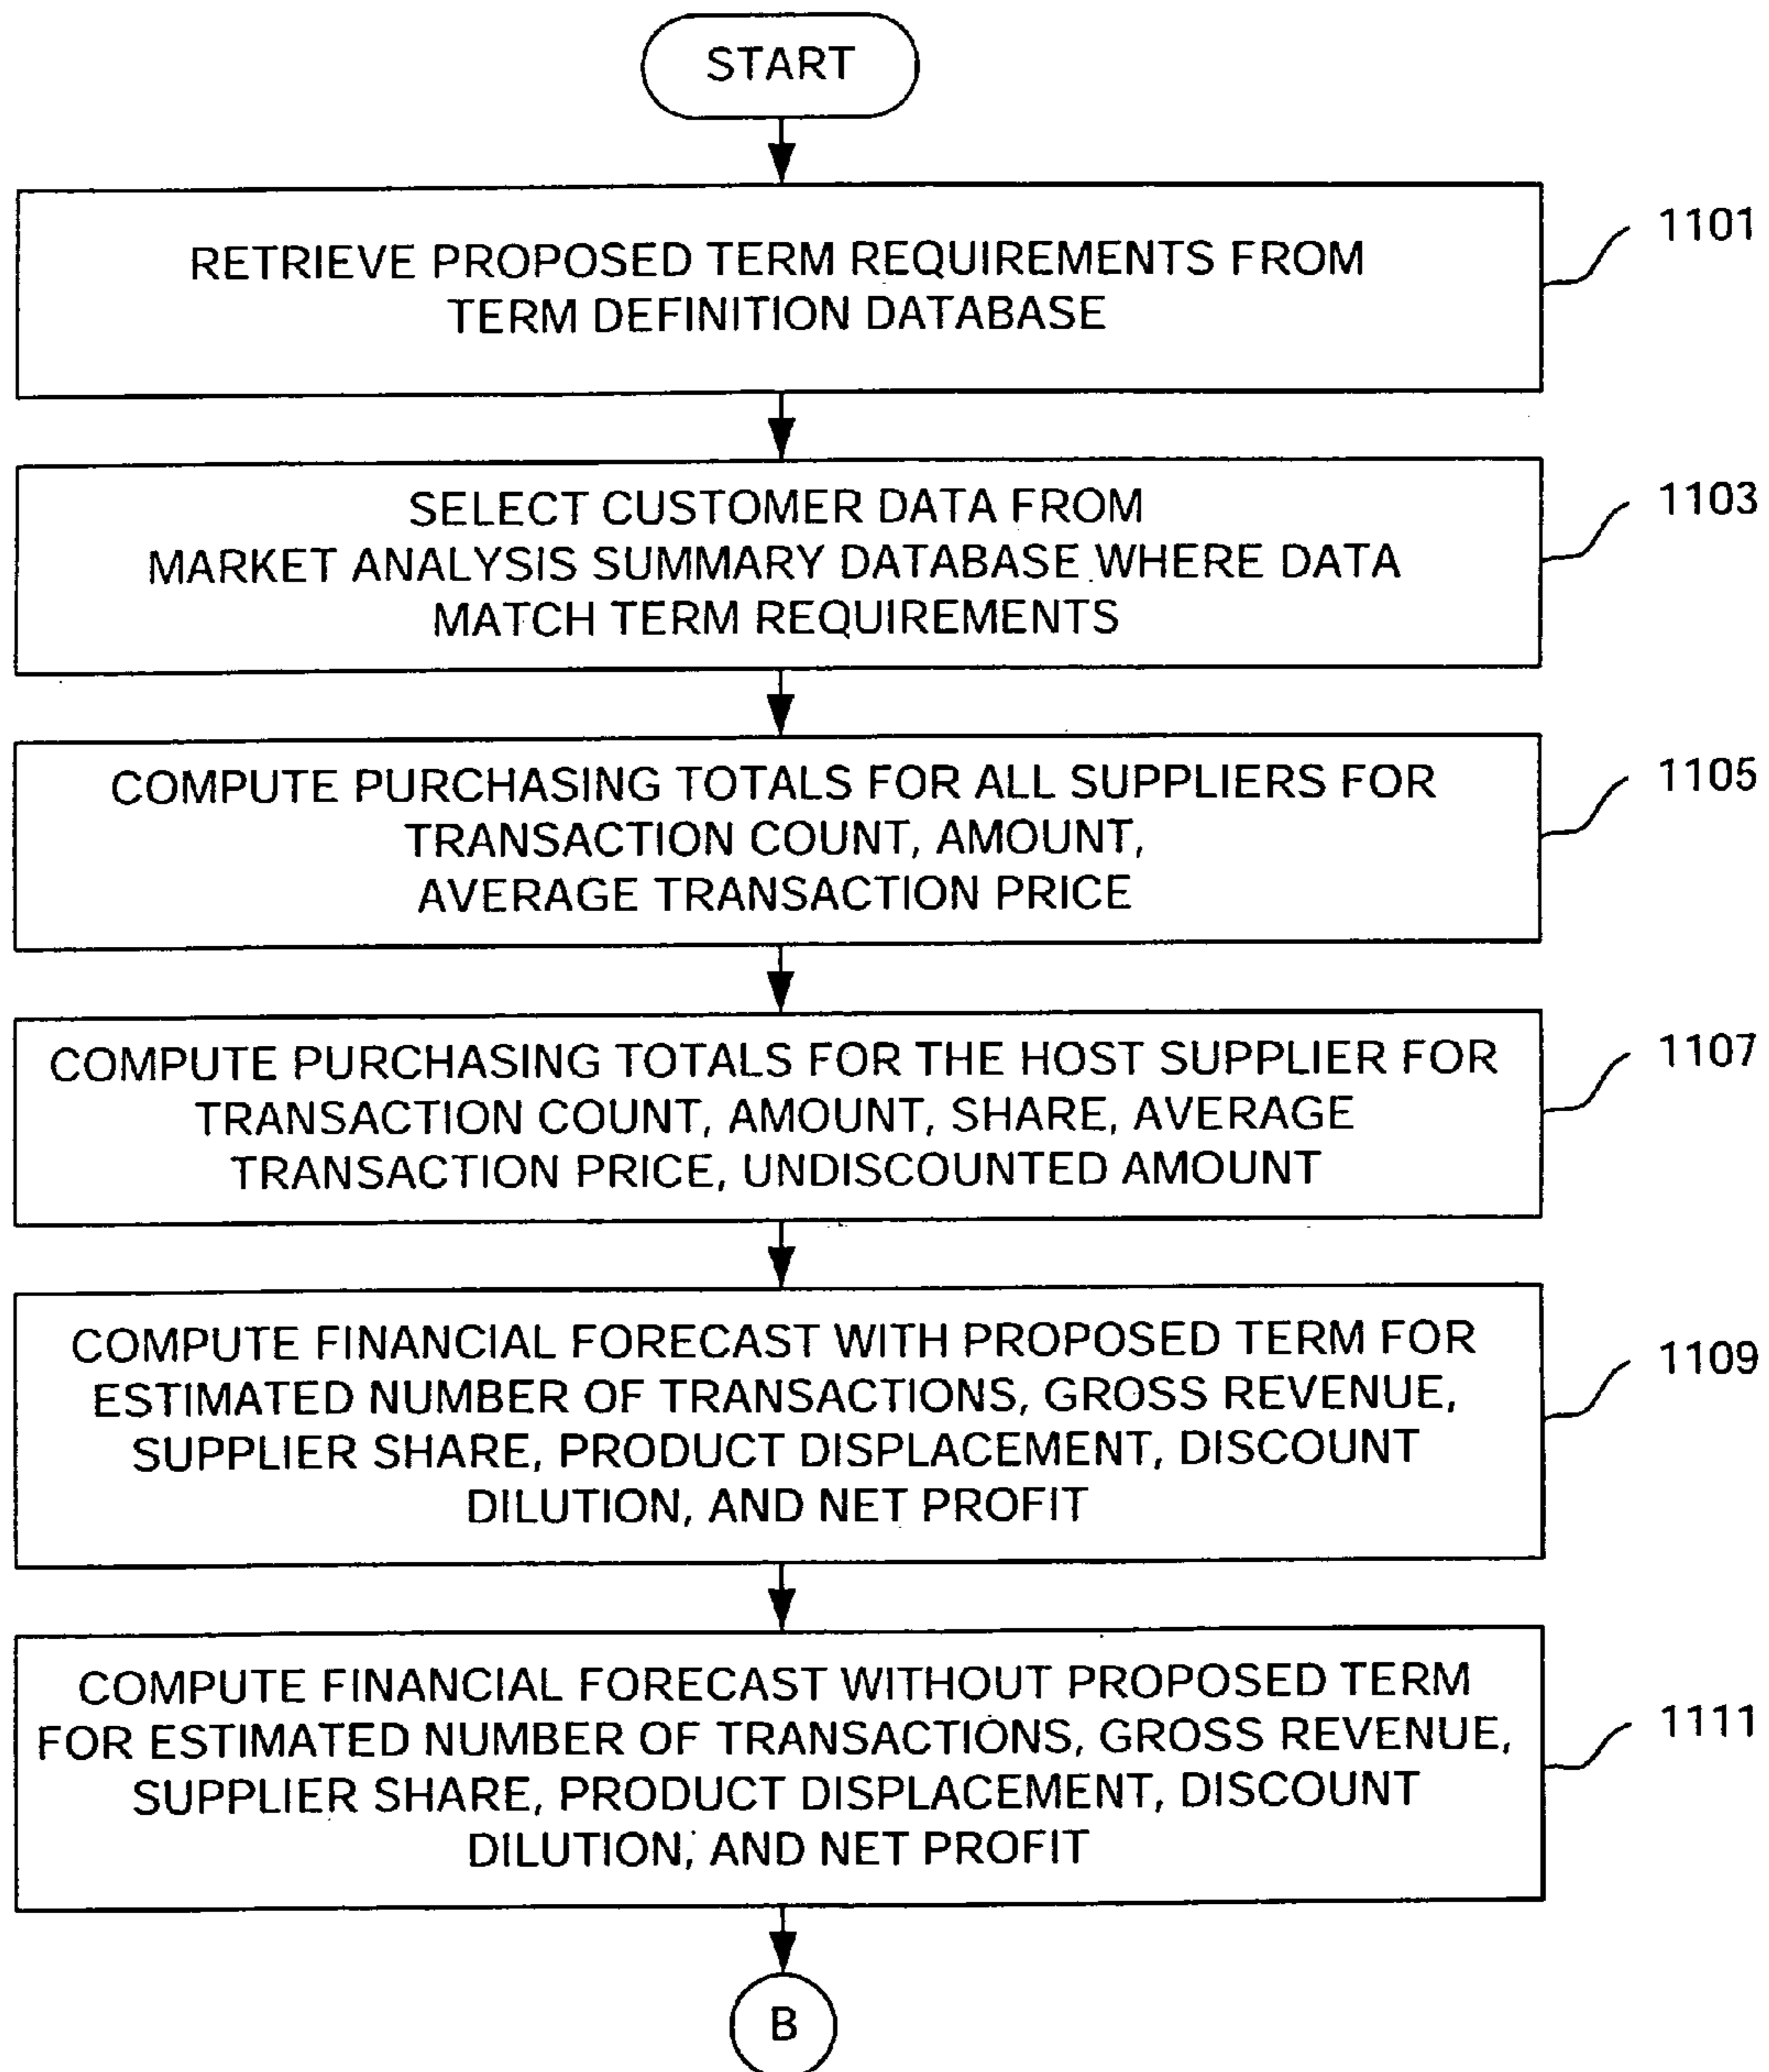 START
RETRIEVE PROPOSED TERM REQUIREMENTS FROM
TERM DEFINITION DATABASE
1101
SELECT CUSTOMER DATA FROM
MARKET ANALYSIS SUMMARY DATABASE WHERE DATA
MATCH TERM REQUIREMENTS
1103
COMPUTE PURCHASING TOTALS FOR ALL SUPPLIERS FOR
TRANSACTION COUNT, AMOUNT,
AVERAGE TRANSACTION PRICE
1105
COMPUTE PURCHASING TOTALS FOR THE HOST SUPPLIER FOR
TRANSACTION COUNT, AMOUNT, SHARE, AVERAGE
TRANSACTION PRICE, UNDISCOUNTED AMOUNT
1107
COMPUTE FINANCIAL FORECAST WITH PROPOSED TERM FOR
ESTIMATED NUMBER OF TRANSACTIONS, GROSS REVENUE,
SUPPLIER SHARE, PRODUCT DISPLACEMENT, DISCOUNT
DILUTION, AND NET PROFIT
1109
COMPUTE FINANCIAL FORECAST WITHOUT PROPOSED TERM
FOR ESTIMATED NUMBER OF TRANSACTIONS, GROSS REVENUE,
SUPPLIER SHARE, PRODUCT DISPLACEMENT, DISCOUNT
DILUTION, AND NET PROFIT
1111
B